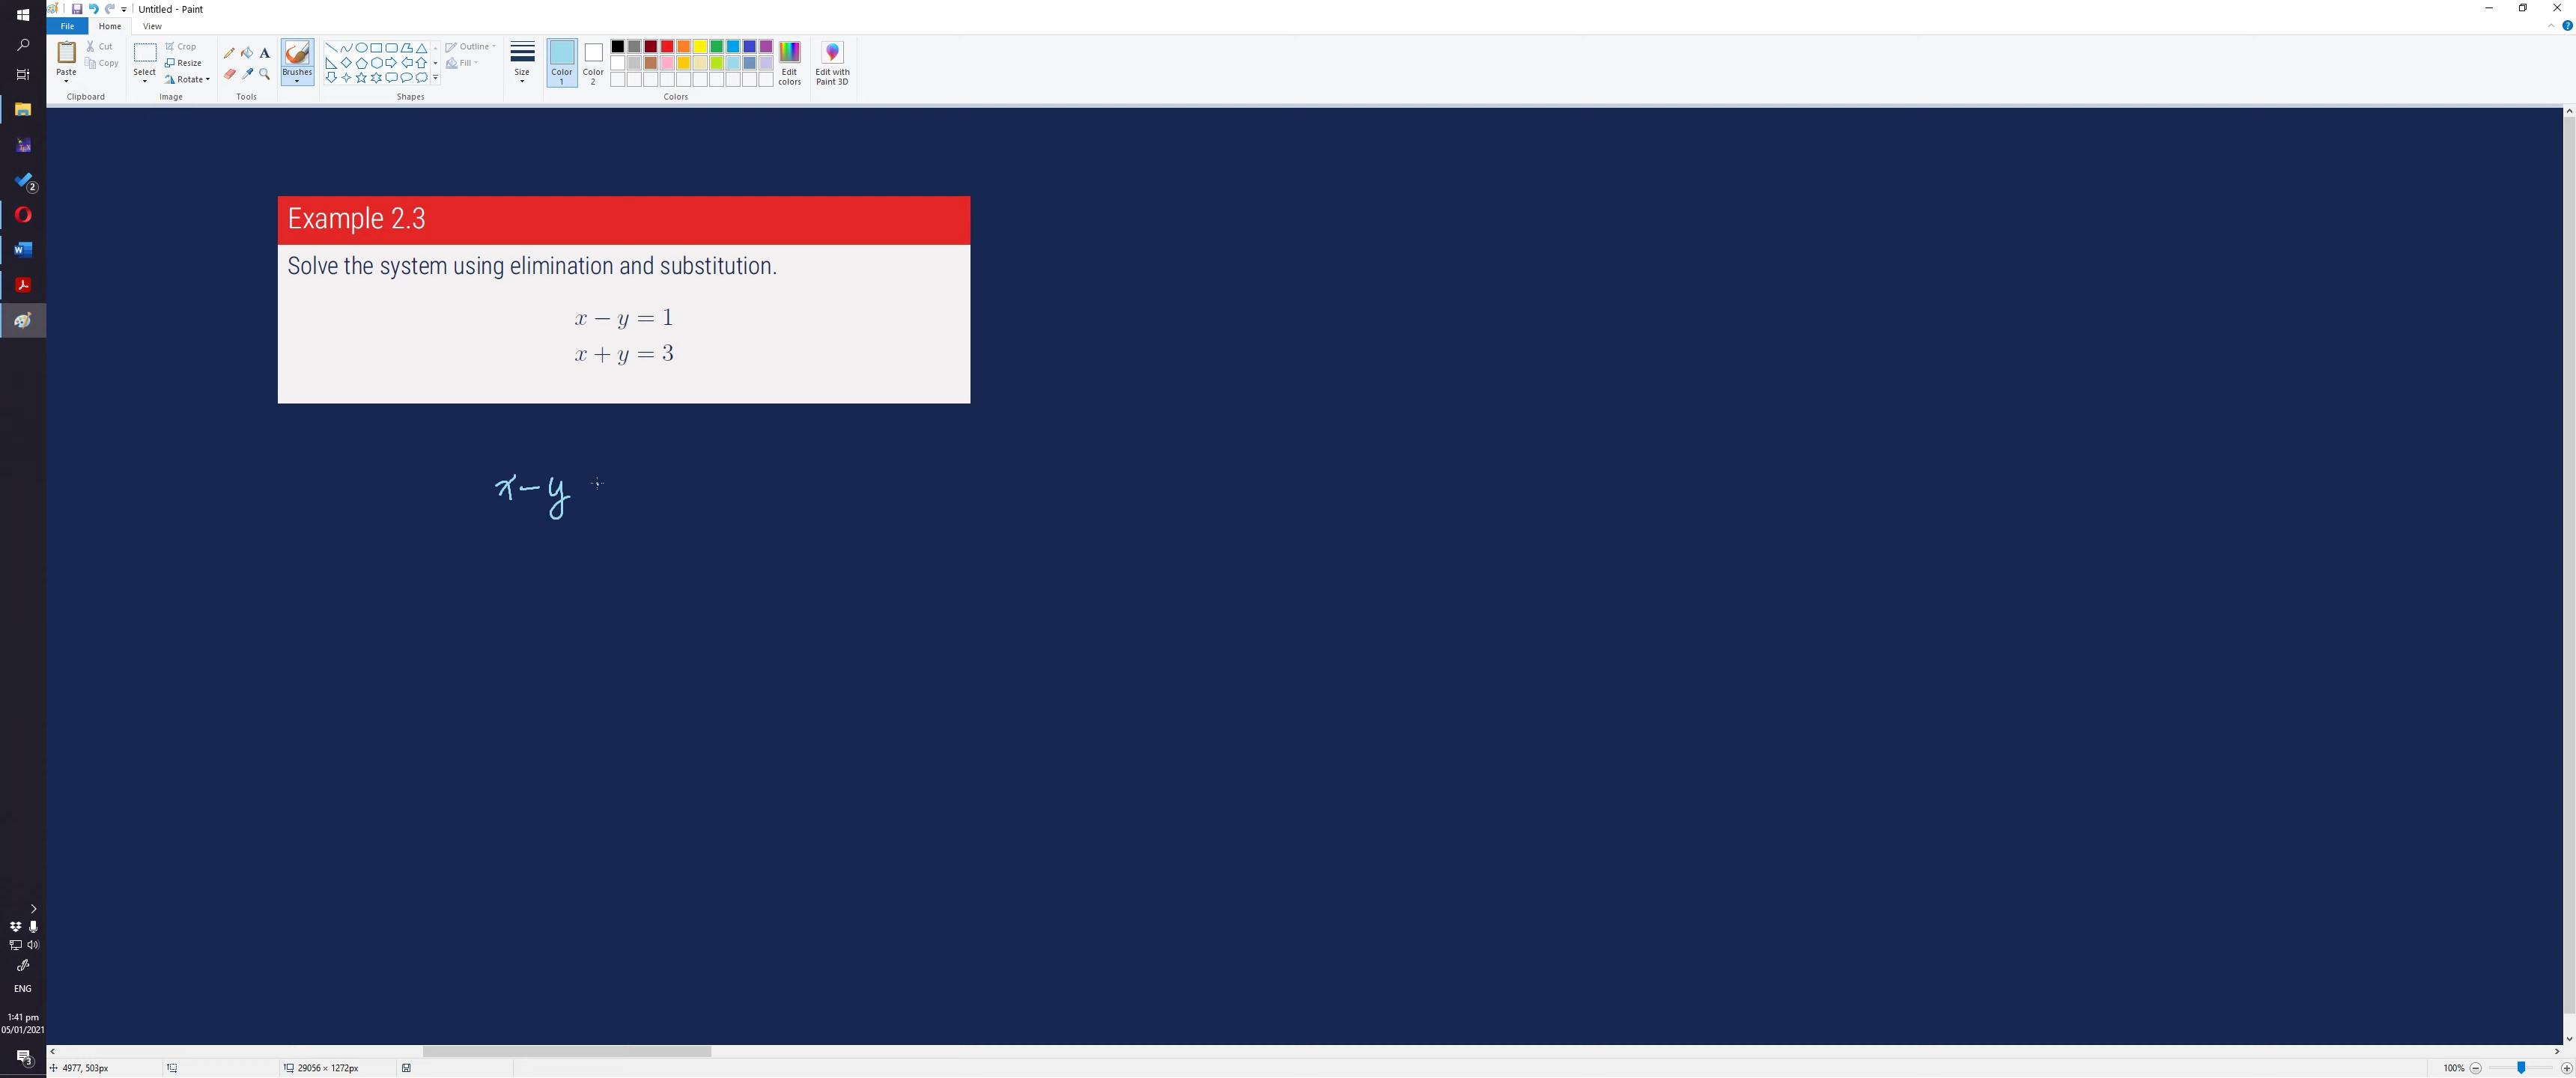 Untitled - Paint
File Home View
Paste
Cut
Copy
Clipboard
Select
Crop
Resize
Rotate
Image
Tools
Brushes
Outline
Fill
Shapes
Size
Color 1
Color 2
Edit colors
Colors
Edit with Paint 3D
Example 2.3
Solve the system using elimination and substitution.
x − y = 1
x + y = 3
x − y
2
ENG
1:41 pm
05/01/2021
3
4977, 503px
29056 × 1272px
100%